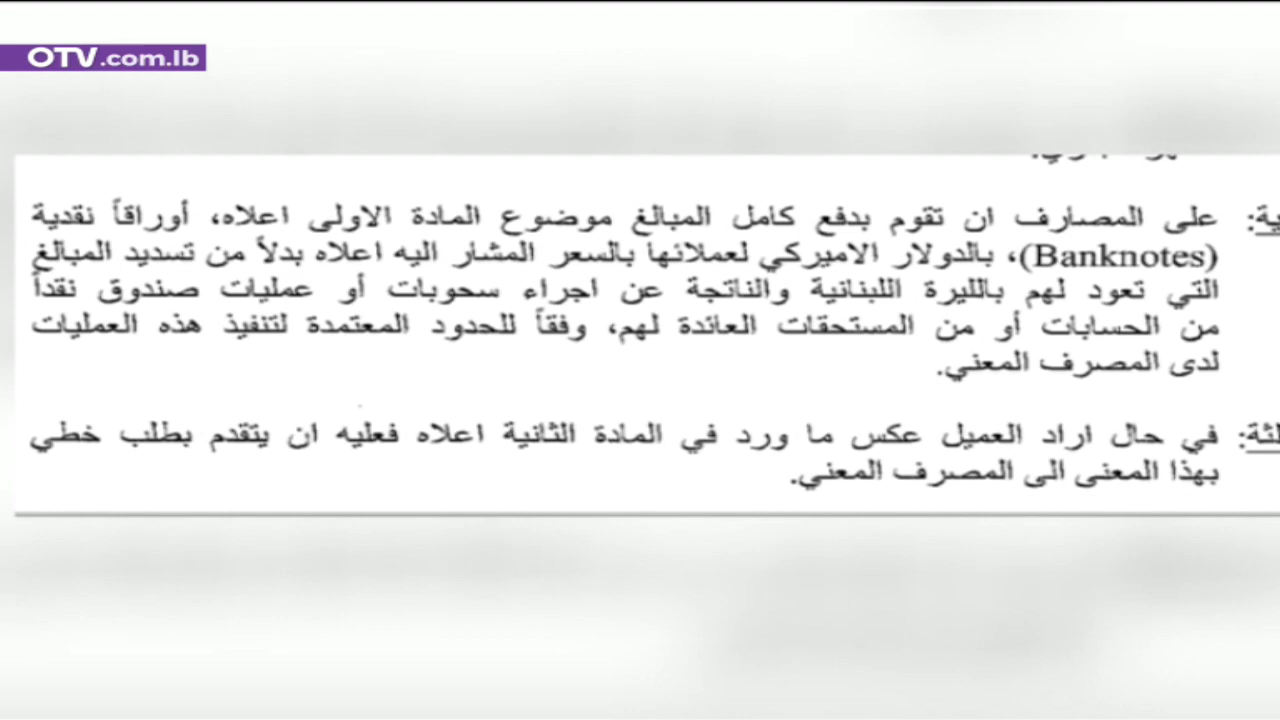 OTV.com.lb
على المصارف ان تقوم بدفع كامل المبالغ موضوع المادة الاولى اعلاه، أوراقاً نقدية
(Banknotes)، بالدولار الاميركي لعملائها بالسعر المشار اليه اعلاه بدلاً من تسديد المبالغ
التي تعود لهم بالليرة اللبنانية والناتجة عن اجراء سحوبات أو عمليات صندوق نقداً
من الحسابات أو من المستحقات العائدة لهم، وفقاً للحدود المعتمدة لتنفيذ هذه العمليات
لدى المصرف المعني.
في حال اراد العميل عكس ما ورد في المادة الثانية اعلاه فعليه ان يتقدم بطلب خطي
بهذا المعنى الى المصرف المعني.